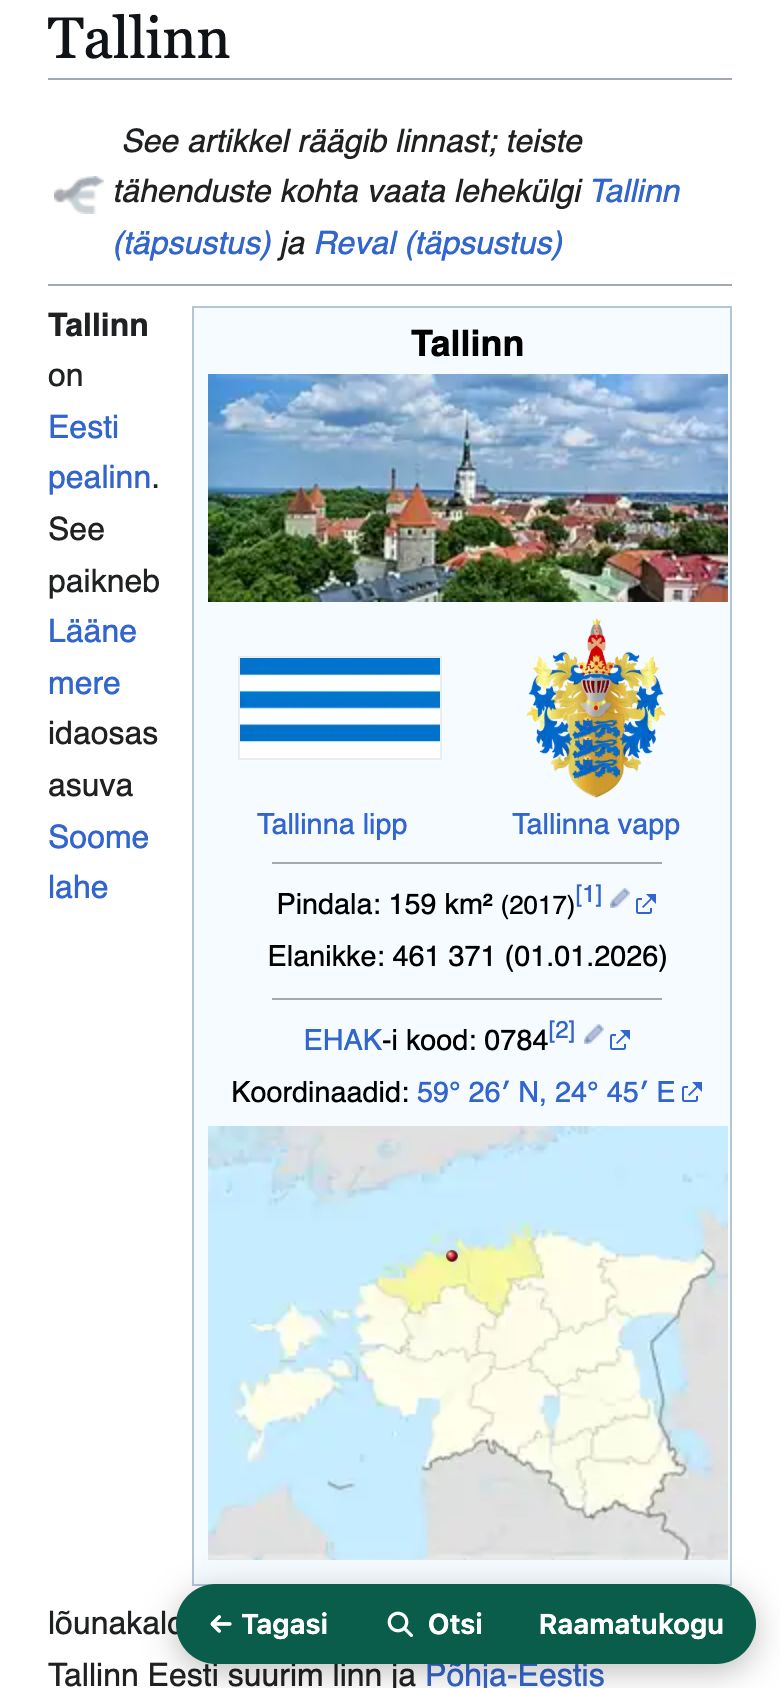 Tallinn
See artikkel räägib linnast; teiste
tähenduste kohta vaata lehekülgi Tallinn
(täpsustus) ja Reval (täpsustus)
Tallinn
on
Eesti
pealinn.
See
paikneb
Lääne
mere
idaosas
asuva
Soome
lahe
Tallinn
Tallinna lipp
Tallinna vapp
Pindala: 159 km² (2017)[1]
Elanikke: 461 371 (01.01.2026)
EHAK-i kood: 0784[2]
Koordinaadid: 59° 26′ N, 24° 45′ E
Tallinn Eesti suurim linn ja Põhja-Eestis
← Tagasi
Otsi
Raamatukogu